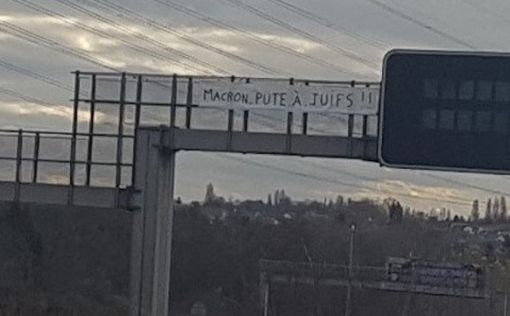 MACRON PUTE À JUIFS !!